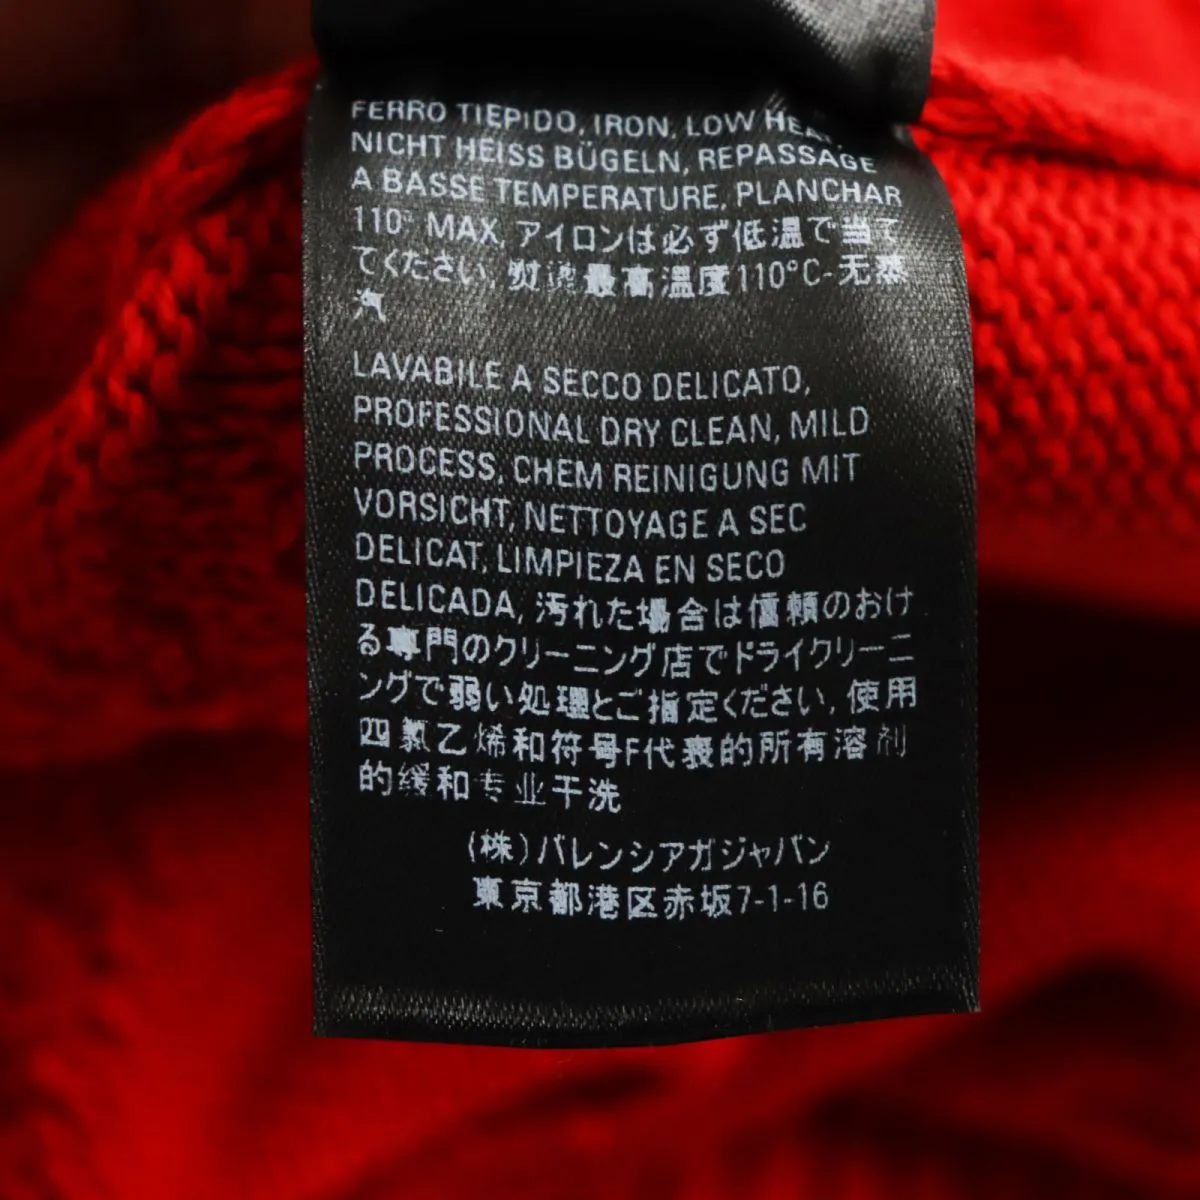 FERRO TIEPIDO, IRON, LOW HEAT,
NICHT HEISS BÜGELN, REPASSAGE
A BASSE TEMPERATURE, PLANCHAR
110° MAX, アイロンは必ず低温で当て
てください, 熨烫最高温度110°C-无蒸
汽
LAVABILE A SECCO DELICATO,
PROFESSIONAL DRY CLEAN, MILD
PROCESS, CHEM REINIGUNG MIT
VORSICHT, NETTOYAGE A SEC
DELICAT, LIMPIEZA EN SECO
DELICADA, 汚れた場合は信頼のおけ
る専門のクリーニング店でドライクリーニ
ングで弱い処理とご指定ください, 使用
四氯乙烯和符号F代表的所有溶剂
的缓和专业干洗
(株)バレンシアガジャパン
東京都港区赤坂7-1-16